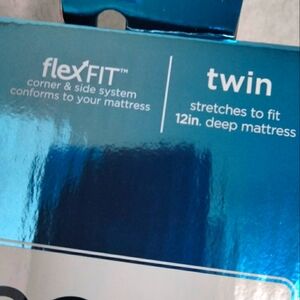 flexFIT™
corner & side system
conforms to your mattress
twin
stretches to fit
12in. deep mattress